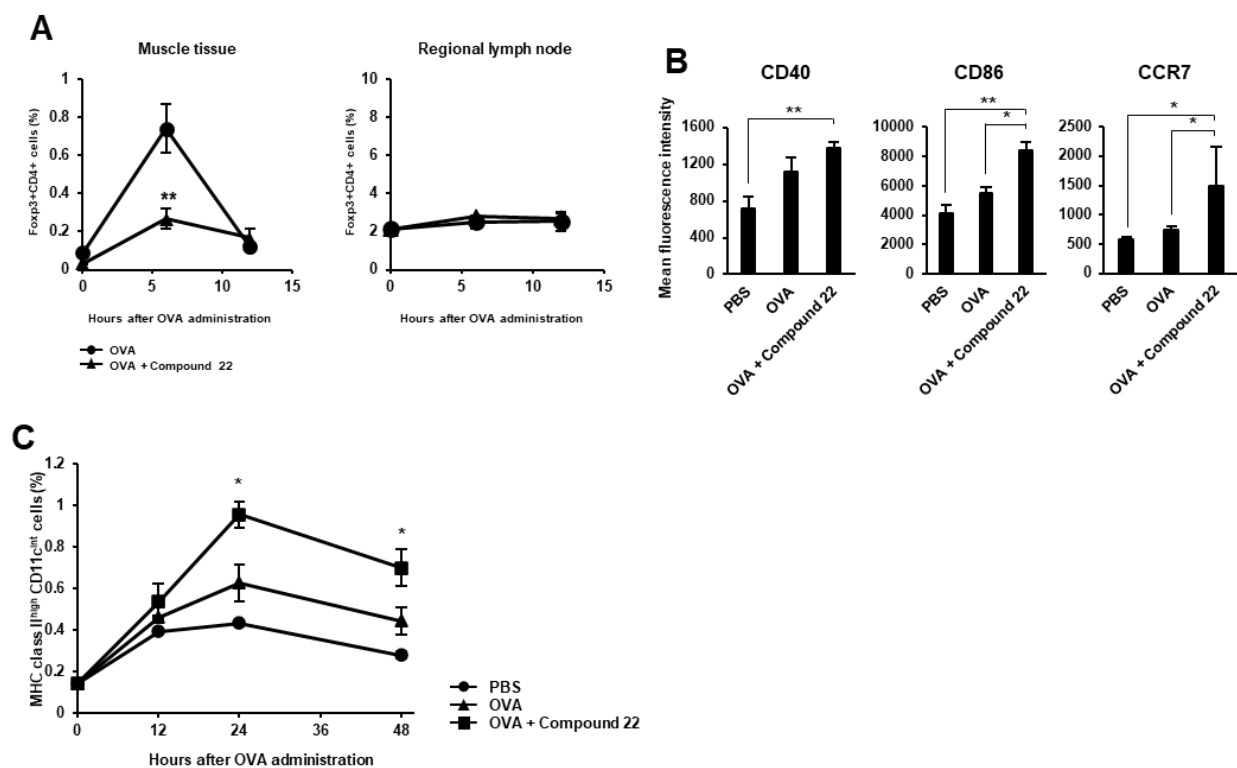 A
Muscle tissue
Foxp3+CD4+ cells (%)
1
0.8
0.6
0.4
0.2
0
**
0
5
10
15
Hours after OVA administration
OVA
OVA + Compound 22
Regional lymph node
Foxp3+CD4+ cells (%)
10
8
6
4
2
0
0
5
10
15
Hours after OVA administration
B
Mean fluorescence intensity
CD40
**
1600
1200
800
400
0
PBS
OVA
OVA + Compound 22
CD86
**
*
10000
8000
6000
4000
2000
0
PBS
OVA
OVA + Compound 22
CCR7
*
*
2500
2000
1500
1000
500
0
PBS
OVA
OVA + Compound 22
C
MHC class II^high CD11c^int cells (%)
1.2
1
0.8
0.6
0.4
0.2
0
*
*
0
12
24
36
48
Hours after OVA administration
PBS
OVA
OVA + Compound 22